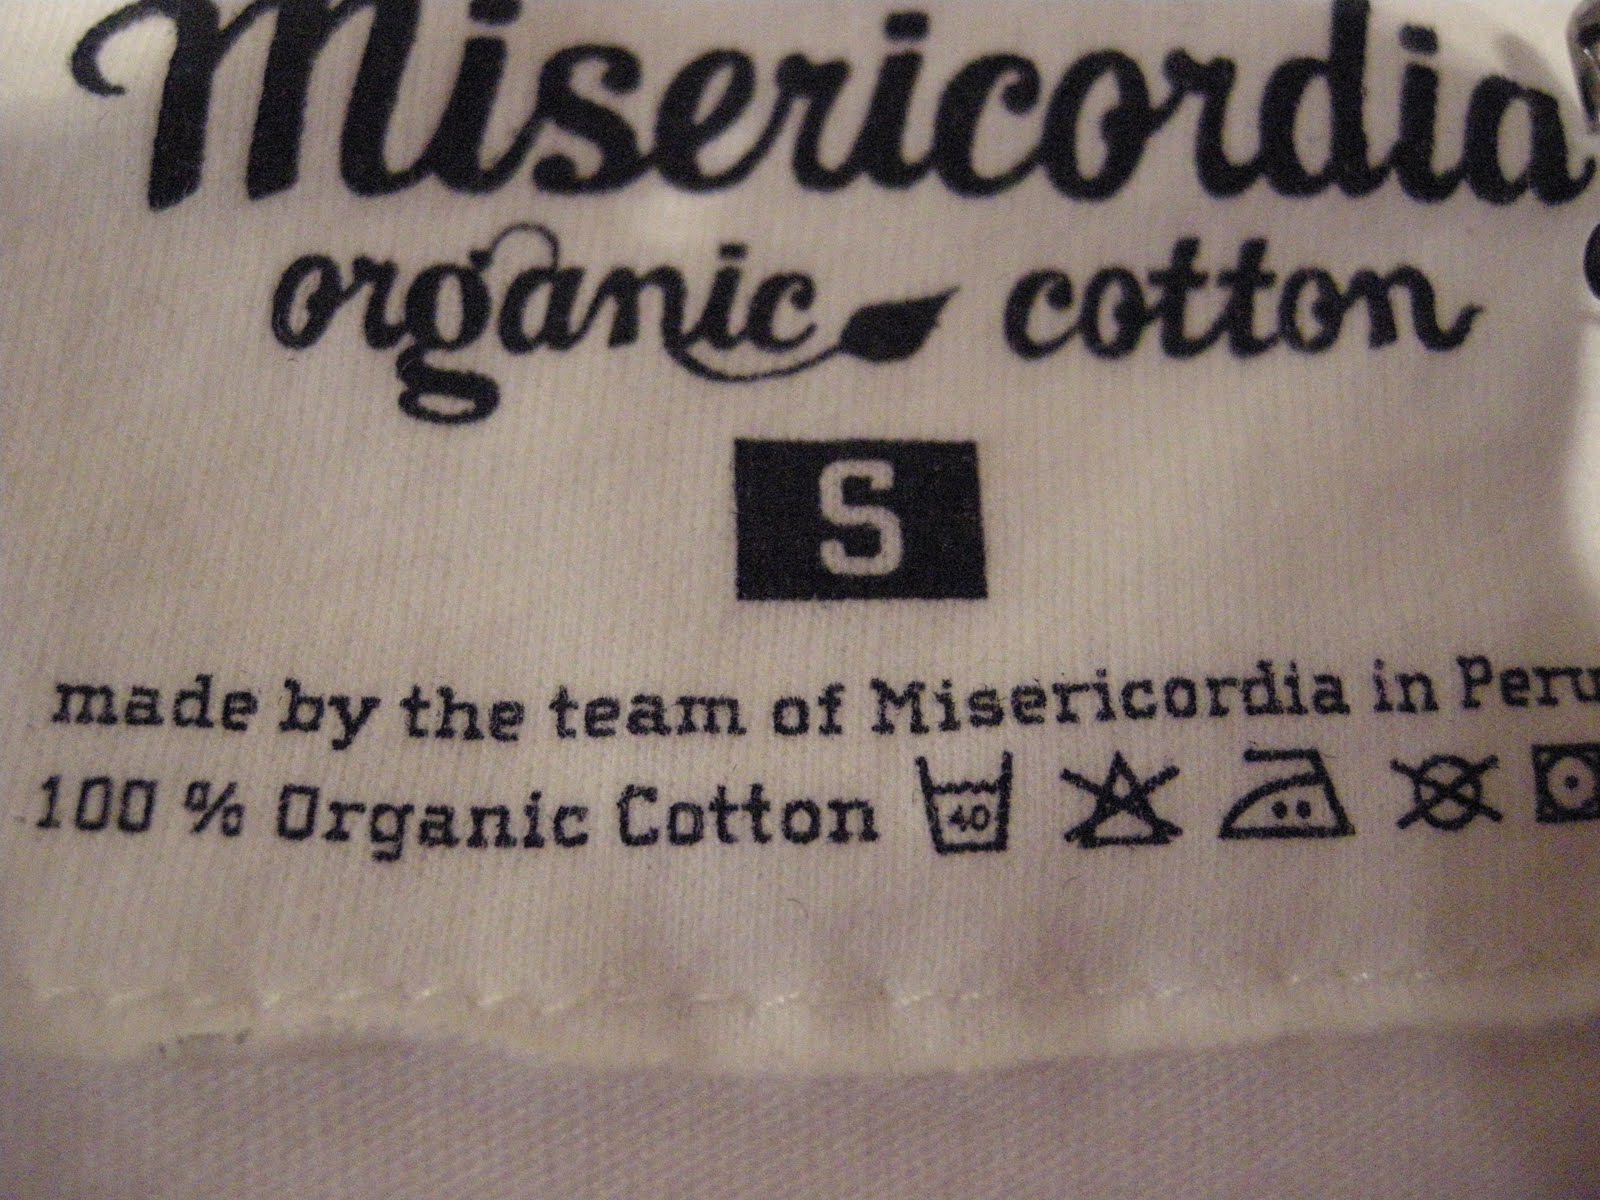 Misericordia
organic cotton
S
made by the team of Misericordia in Peru
100 % Organic Cotton 40